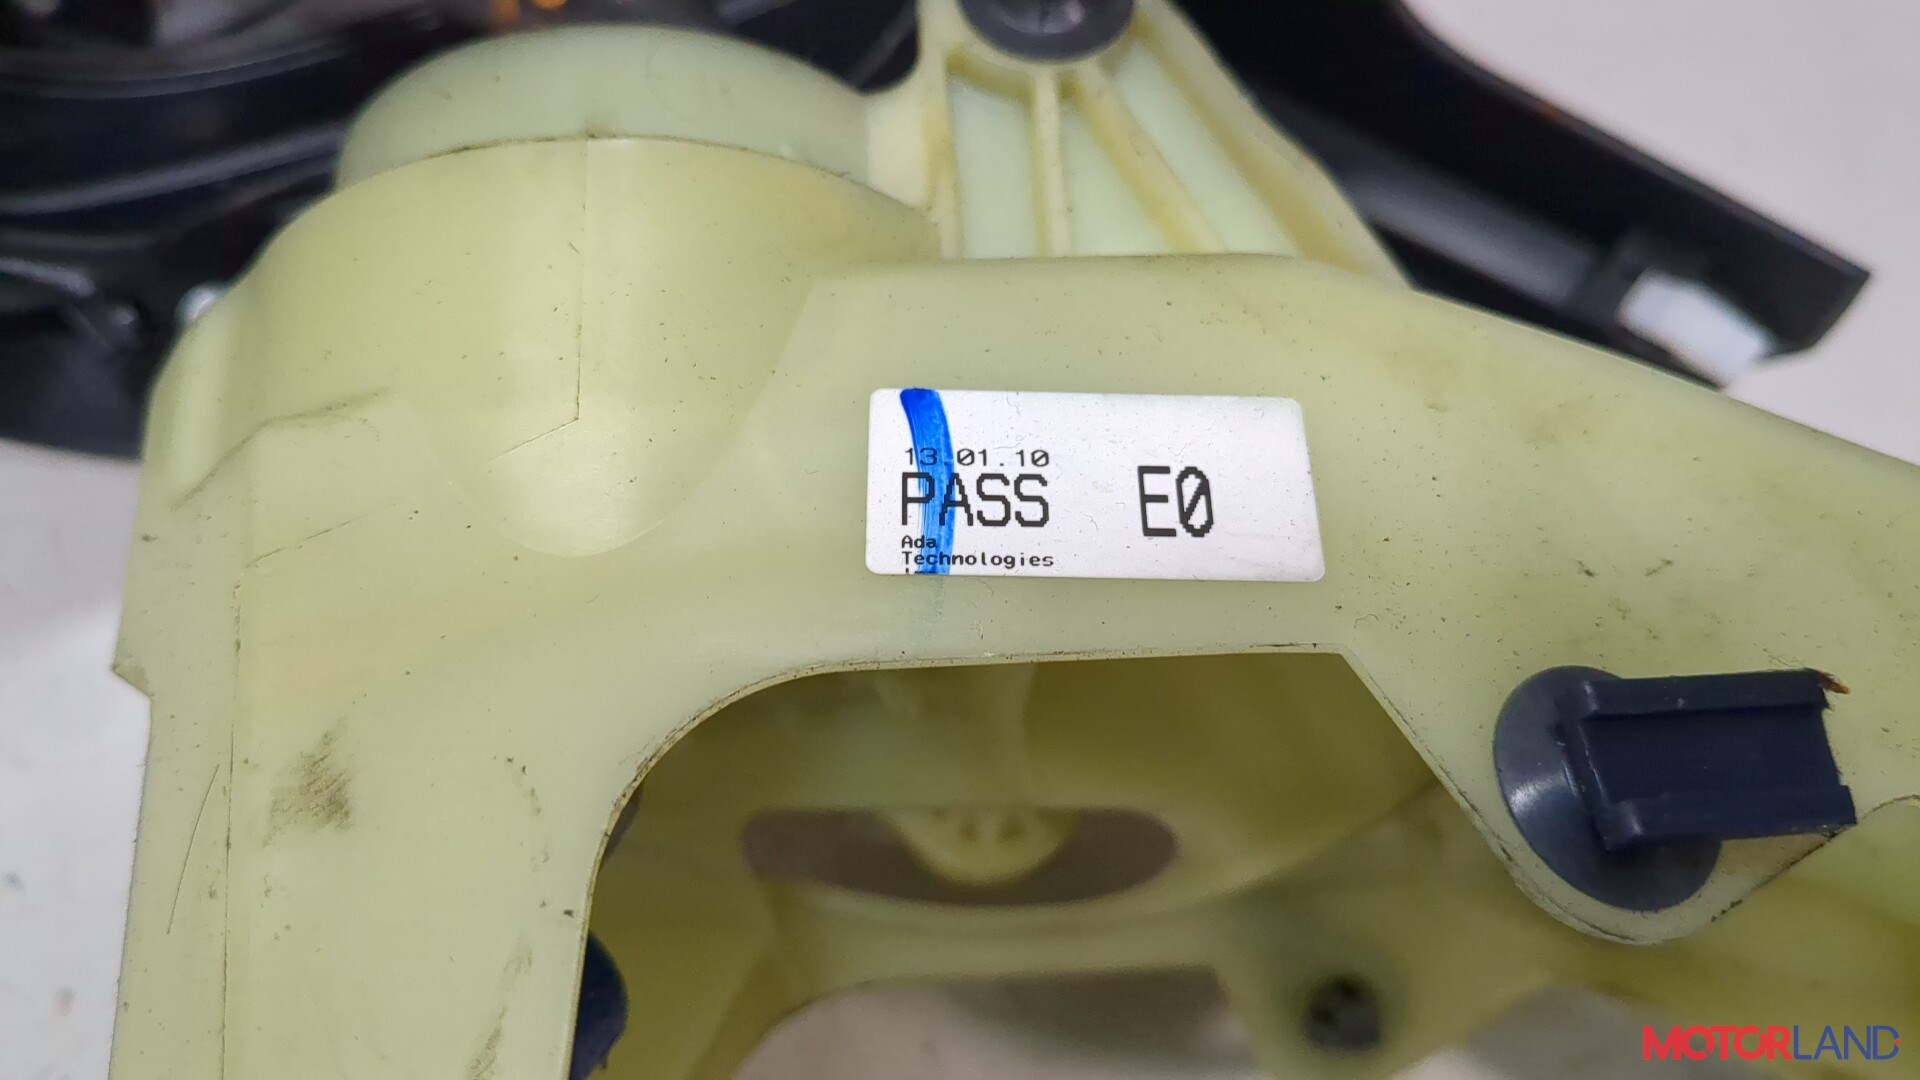 13.01.10
PASS E0
Ada
Technologies
MOTORLAND